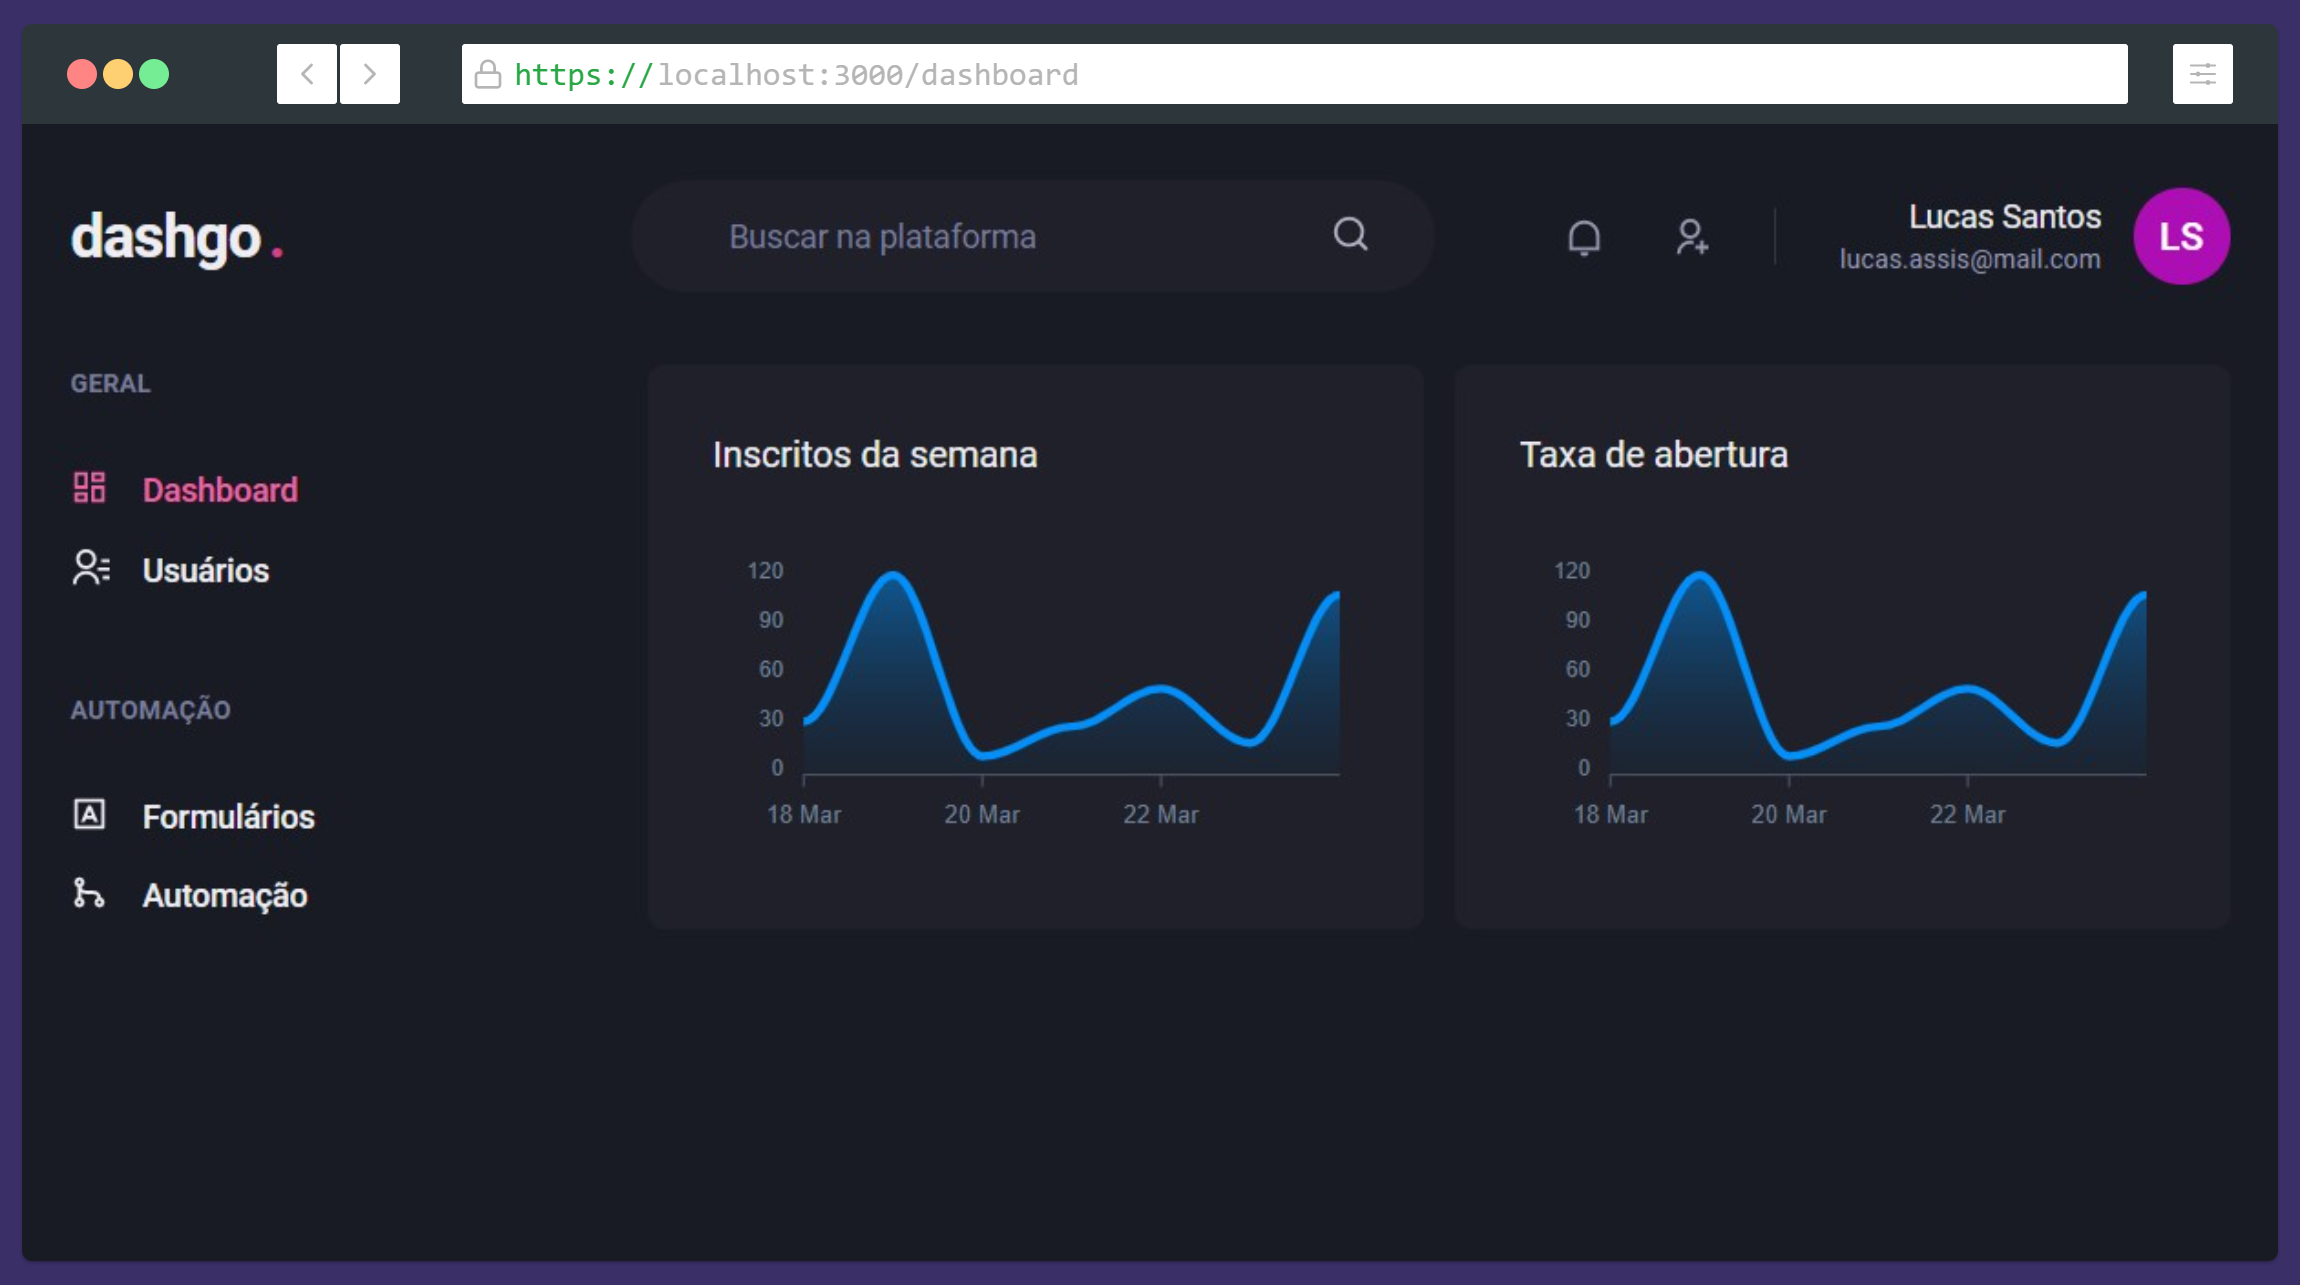 https://localhost:3000/dashboard
dashgo.
Buscar na plataforma
Lucas Santos
lucas.assis@mail.com
LS
GERAL
Dashboard
Usuários
AUTOMAÇÃO
Formulários
Automação
Inscritos da semana
120
90
60
30
0
18 Mar 20 Mar 22 Mar
Taxa de abertura
120
90
60
30
0
18 Mar 20 Mar 22 Mar